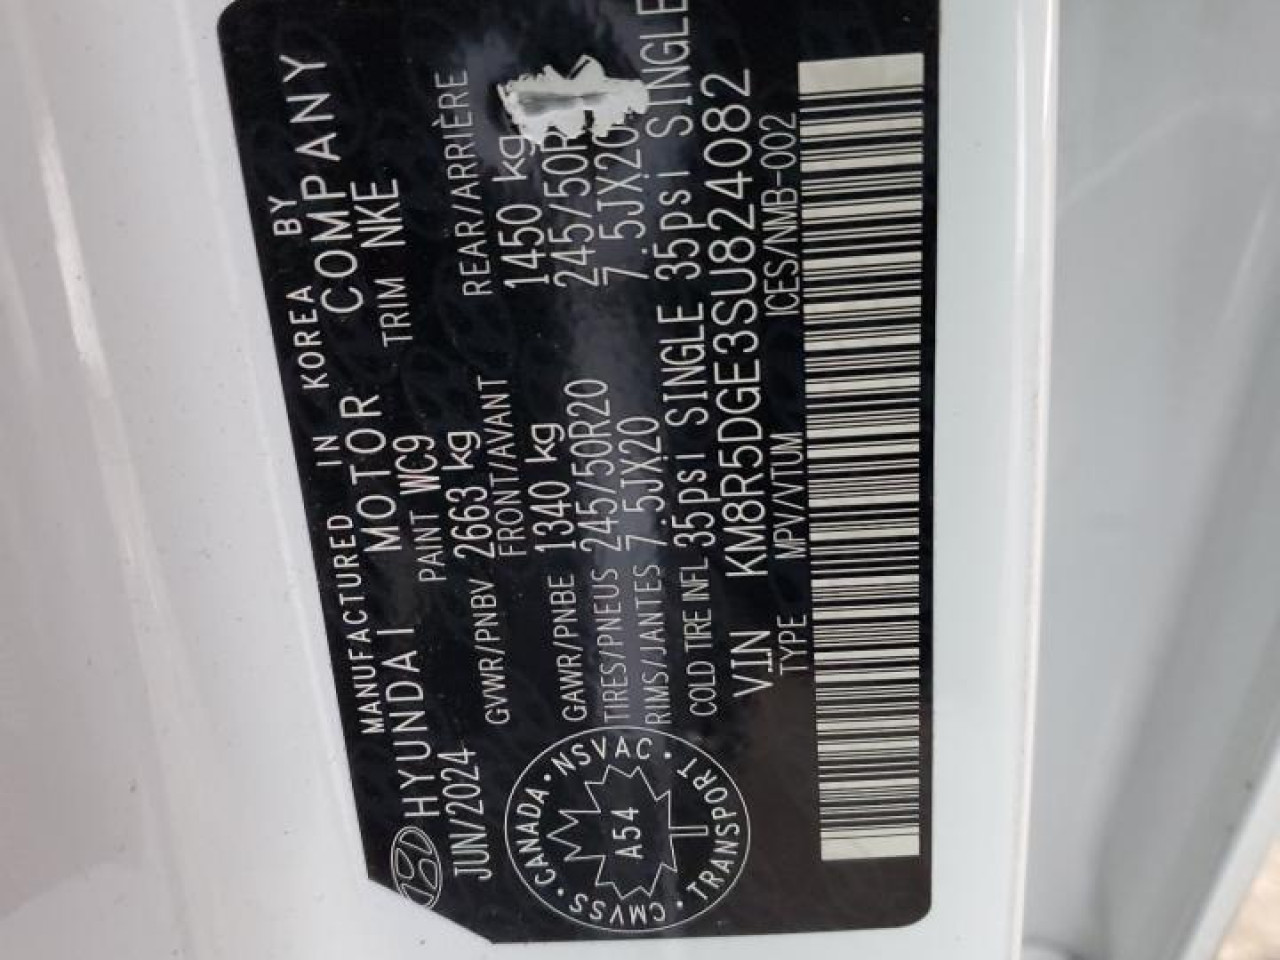 MANUFACTURED IN KOREA BY
HYUNDAI MOTOR COMPANY
JUN/2024 PAINT WC9 TRIM NKE
GVWR/PNBV 2663 kg
FRONT/AVANT REAR/ARRIÈRE
GAWR/PNBE 1340 kg 1450 kg
TIRES/PNEUS 245/50R20 245/50R
RIMS/JANTES 7.5JX20 7.5JX20
COLD TIRE INFL 35psi SINGLE 35psi SINGLE
VIN KM8R5DGE3SU824082
TYPE MPV/VTUM ICES/NMB-002
CANADA · NSVAC · TRANSPORT · CMVSS ·
A54